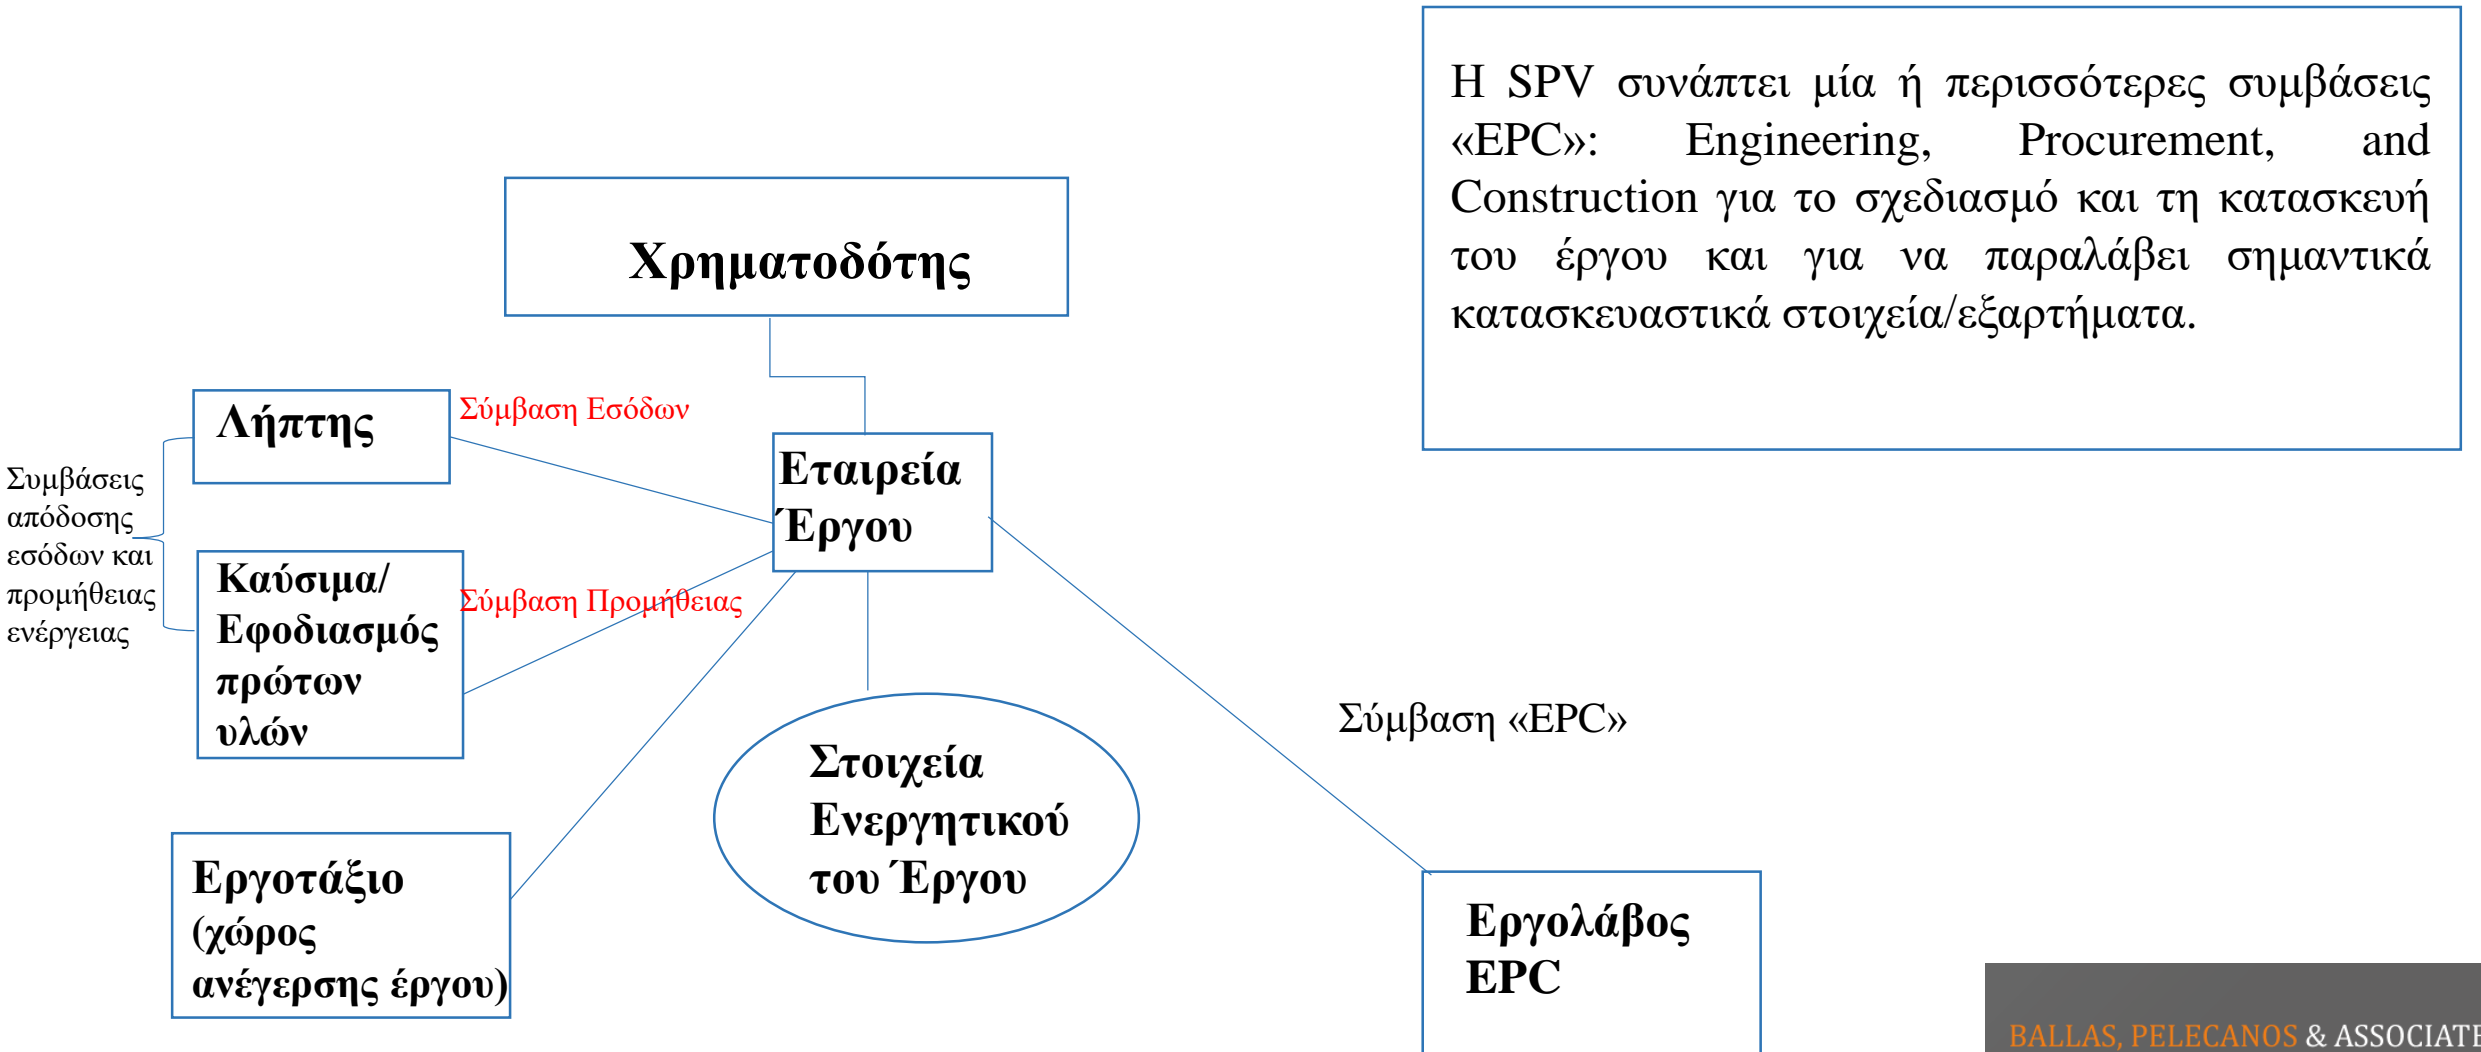 Η SPV συνάπτει μία ή περισσότερες συμβάσεις
«EPC»: Engineering, Procurement, and
Construction για το σχεδιασμό και τη κατασκευή
του έργου και για να παραλάβει σημαντικά
κατασκευαστικά στοιχεία/εξαρτήματα.
Χρηματοδότης
Λήπτης
Σύμβαση Εσόδων
Εταιρεία
Έργου
Συμβάσεις
απόδοσης
εσόδων και
προμήθειας
ενέργειας
Καύσιμα/
Εφοδιασμός
πρώτων
υλών
Σύμβαση Προμήθειας
Σύμβαση «EPC»
Στοιχεία
Ενεργητικού
του Έργου
Εργοτάξιο
(χώρος
ανέγερσης έργου)
Εργολάβος
EPC
BALLAS, PELECANOS & ASSOCIATE